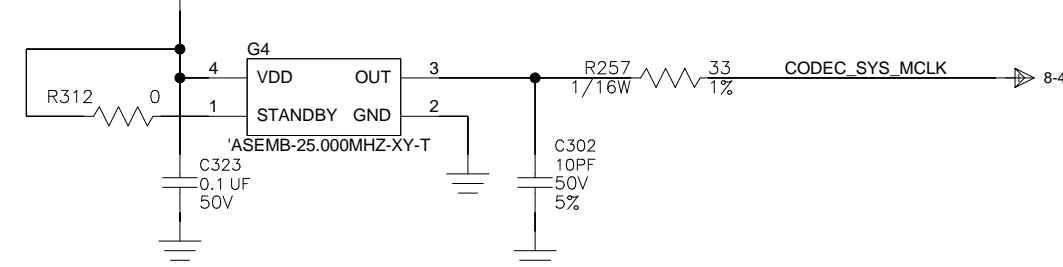 G4
4 VDD OUT 3
R257 33 CODEC_SYS_MCLK
1/16W 1%
8-4
R312 0
1 STANDBY GND 2
'ASEMB-25.000MHZ-XY-T
C323
0.1 UF
50V
C302
10PF
50V
5%